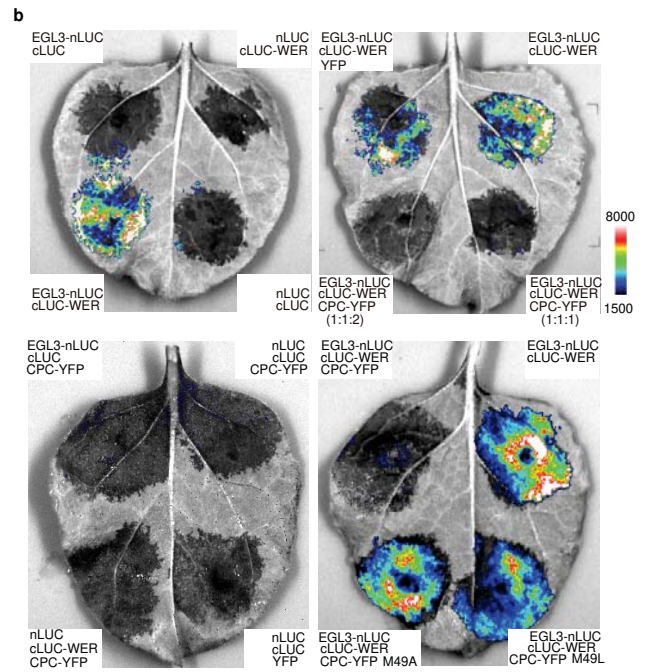 b
EGL3-nLUC
cLUC
nLUC
cLUC-WER
EGL3-nLUC
cLUC-WER
YFP
EGL3-nLUC
cLUC-WER
8000
1500
EGL3-nLUC
cLUC-WER
nLUC
cLUC
EGL3-nLUC
cLUC-WER
CPC-YFP
(1:1:2)
EGL3-nLUC
cLUC-WER
CPC-YFP
(1:1:1)
EGL3-nLUC
cLUC
CPC-YFP
nLUC
cLUC
CPC-YFP
EGL3-nLUC
cLUC-WER
CPC-YFP
EGL3-nLUC
cLUC-WER
nLUC
cLUC-WER
CPC-YFP
nLUC
cLUC
YFP
EGL3-nLUC
cLUC-WER
CPC-YFP M49A
EGL3-nLUC
cLUC-WER
CPC-YFP M49L